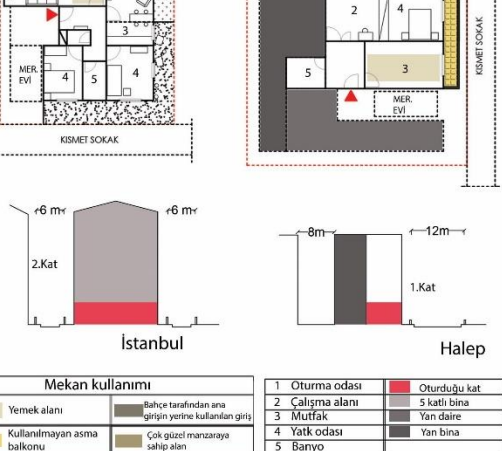 2
4
3
KISMET SOKAK
3
MER.
EVİ
4
5
4
5
MER.
EVİ
KISMET SOKAK
6 m
6 m
8m
12m
2.Kat
1.Kat
İstanbul
Halep
Mekan kullanımı
Yemek alanı
Bahçe tarafından ana
girişin yerine kullanılan giriş
Kullanılmayan asma
balkonu
Çok güzel manzaraya
sahip alan
1 Oturma odası
Oturduğu kat
2 Çalışma alanı
5 katlı bina
3 Mutfak
Yan daire
4 Yatk odası
Yan bina
5 Banyo